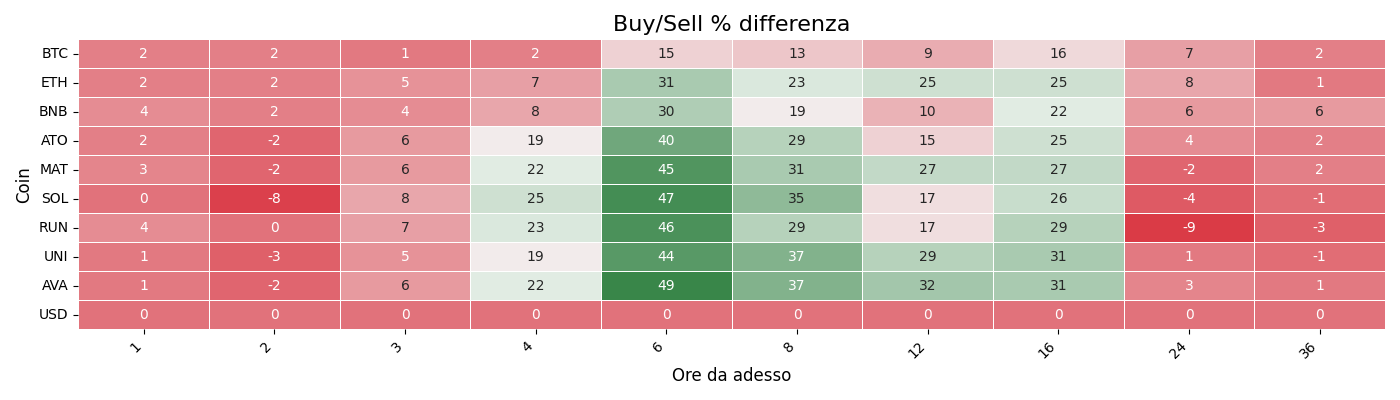 Buy/Sell % differenza
Coin
BTC 2 2 1 2 15 13 9 16 7 2
ETH 2 2 5 7 31 23 25 25 8 1
BNB 4 2 4 8 30 19 10 22 6 6
ATO 2 -2 6 19 40 29 15 25 4 2
MAT 3 -2 6 22 45 31 27 27 -2 2
SOL 0 -8 8 25 47 35 17 26 -4 -1
RUN 4 0 7 23 46 29 17 29 -9 -3
UNI 1 -3 5 19 44 37 29 31 1 -1
AVA 1 -2 6 22 49 37 32 31 3 1
USD 0 0 0 0 0 0 0 0 0 0
1 2 3 4 6 8 12 16 24 36
Ore da adesso